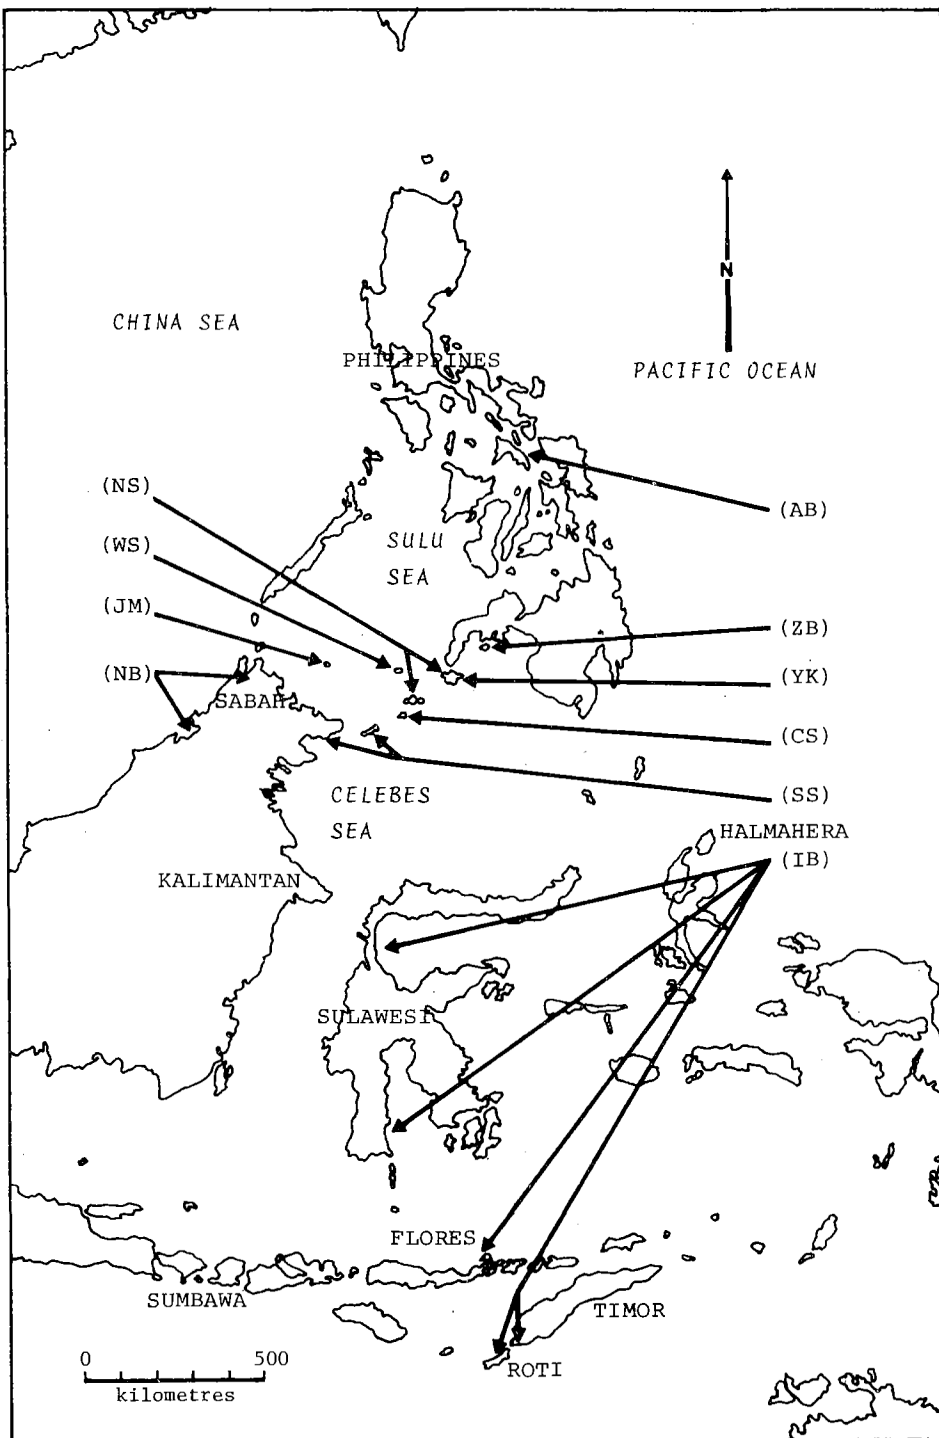 CHINA SEA
N
PHILIPPINES
PACIFIC OCEAN
(NS)
(AB)
(WS)
SULU
SEA
(JM)
(ZB)
(NB)
(YK)
SABAH
(CS)
CELEBES
SEA
(SS)
HALMAHERA
(IB)
KALIMANTAN
SULAWESI
FLORES
SUMBAWA
TIMOR
ROTI
0 500
kilometres